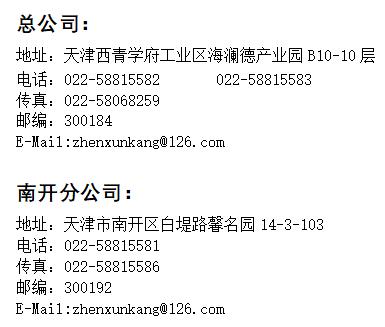 总公司：
地址：天津西青学府工业区海澜德产业园 B10-10 层
电话：022-58815582 022-58815583
传真：022-58068259
邮编：300184
E-Mail:zhenxunkang@126.com
南开分公司：
地址：天津市南开区白堤路馨名园 14-3-103
电话：022-58815581
传真：022-58815586
邮编：300192
E-Mail:zhenxunkang@126.com